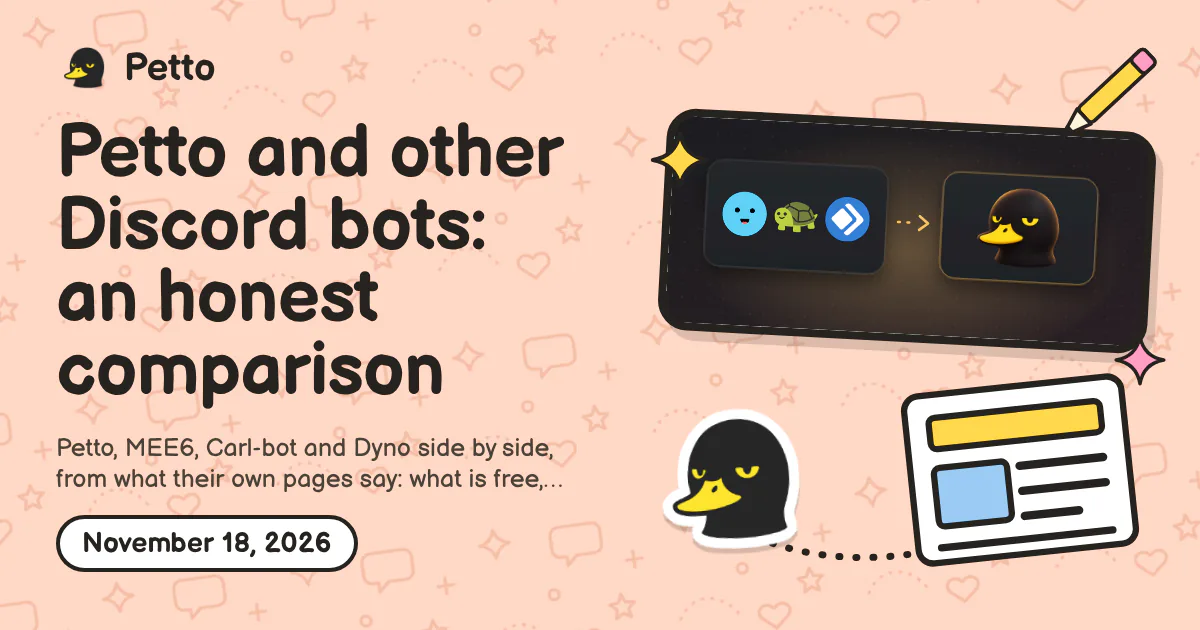 Petto
Petto and other
Discord bots:
an honest
comparison
Petto, MEE6, Carl-bot and Dyno side by side,
from what their own pages say: what is free,...
November 18, 2026